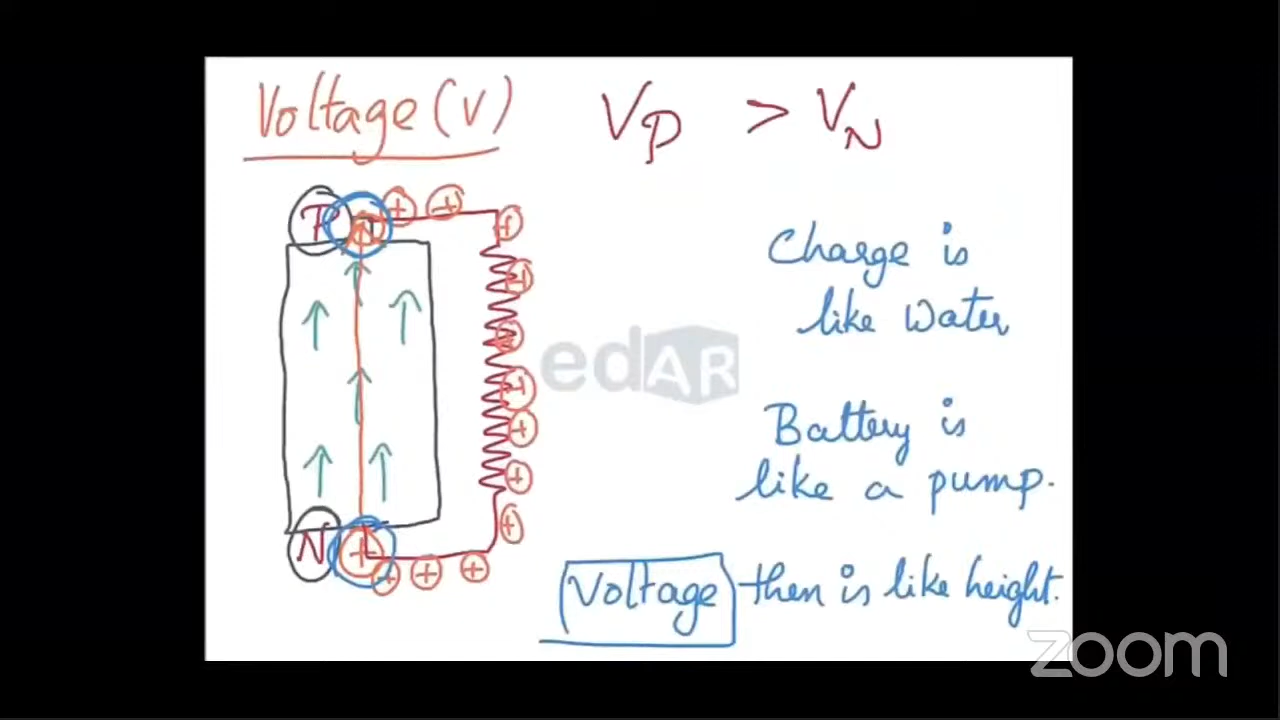 Voltage (V)
VP > VN
P
+ +
+
+
+
+
+
+
+
N + + + +
Charge is
like water
edAR
Battery is
like a pump.
Voltage then is like height.
zoom